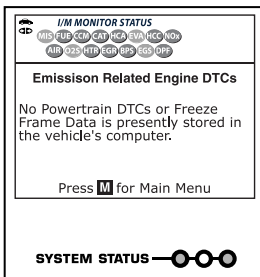 I/M MONITOR STATUS
MIS FUE CCM CAT HCA EVA HCC NOx
AIR O2S HTR EGR BPS EGS DPF
Emissison Related Engine DTCs
No Powertrain DTCs or Freeze
Frame Data is presently stored in
the vehicle's computer.
Press M for Main Menu
SYSTEM STATUS